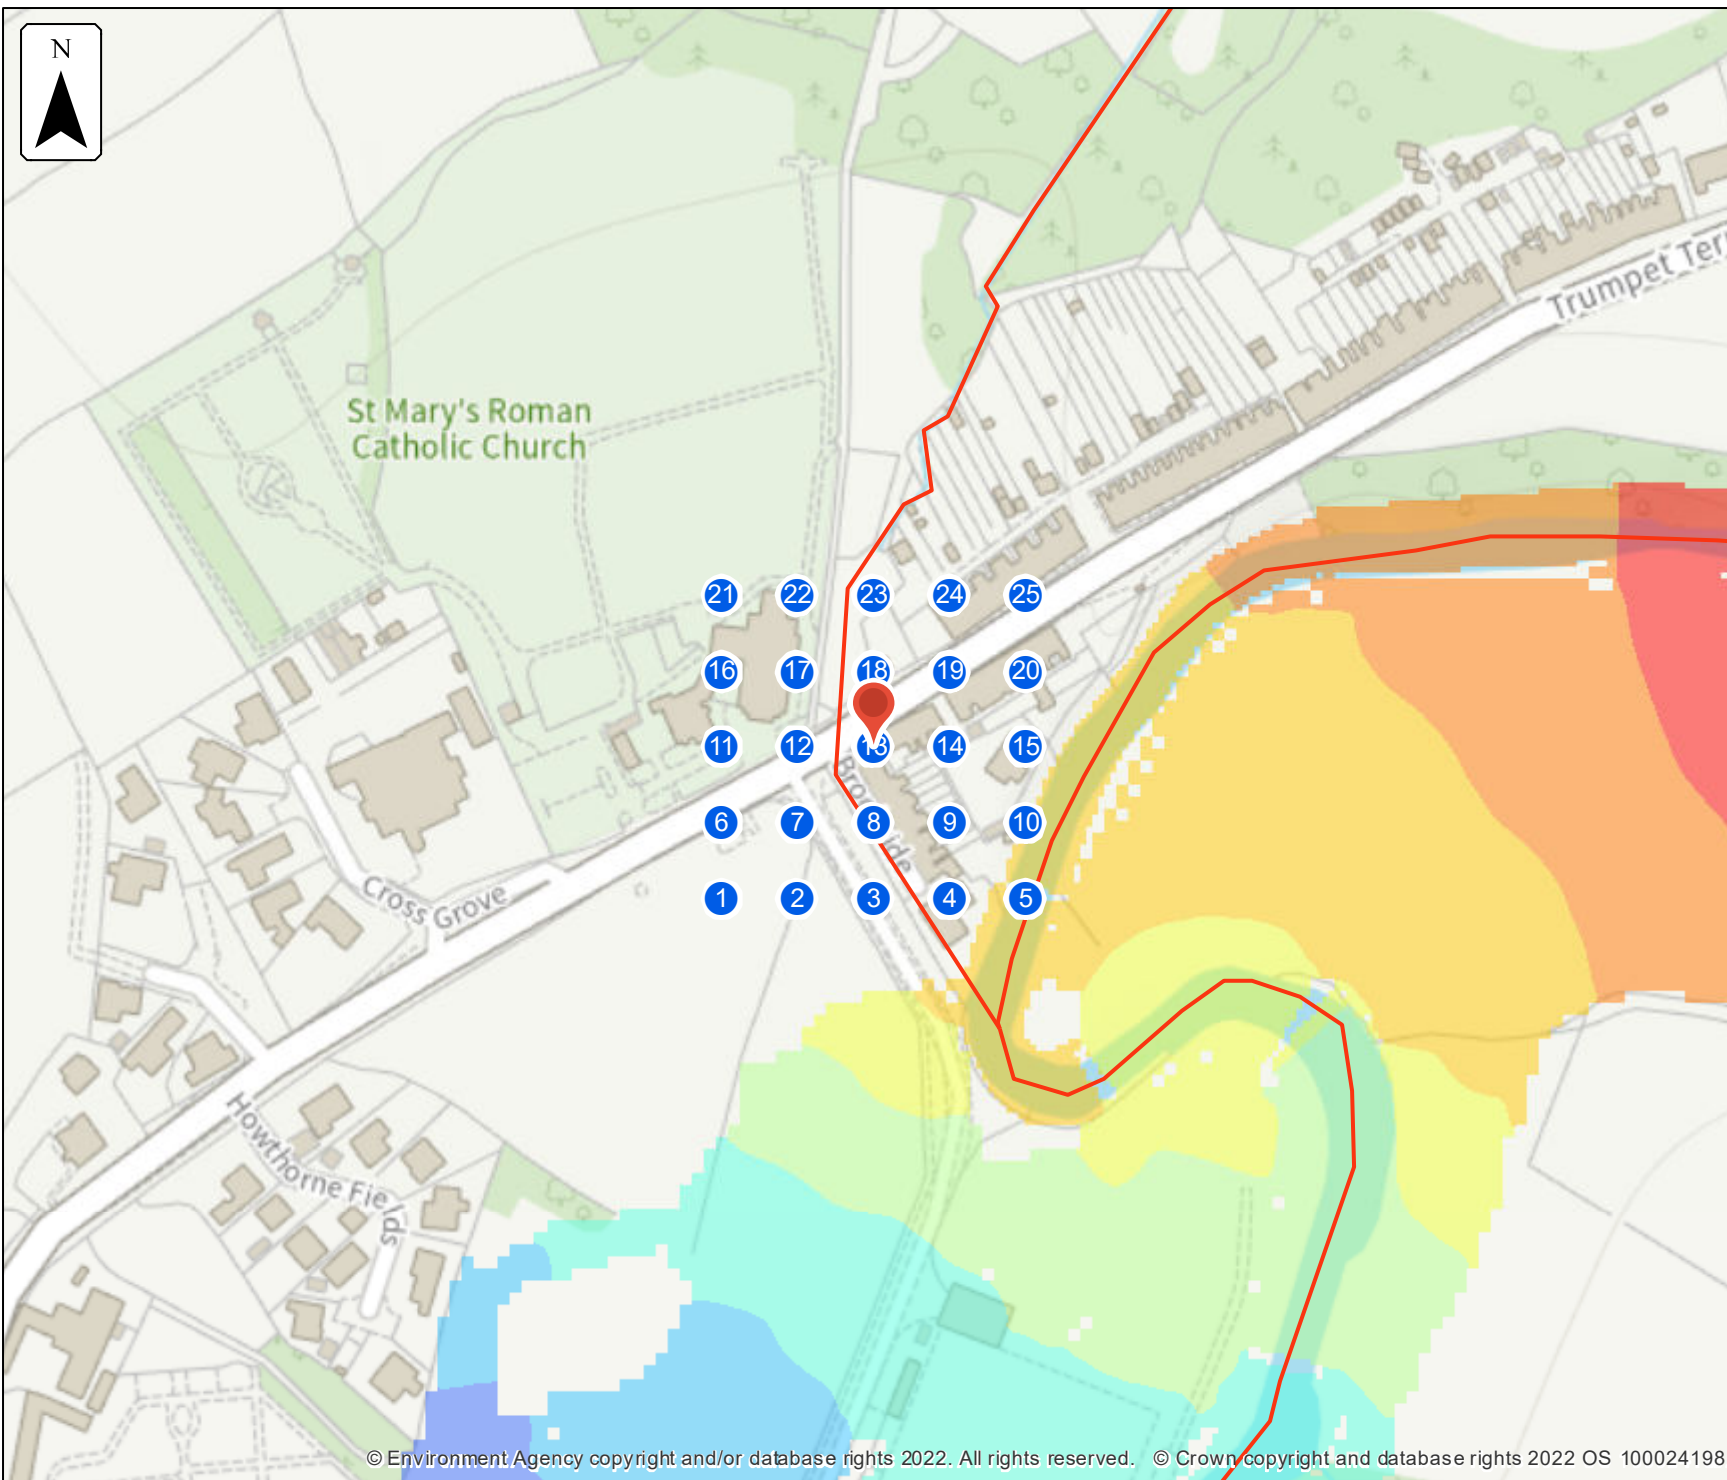 N
Trumpet Terr
St Mary's Roman
Catholic Church
21 22 23 24 25
16 17 18 19 20
11 12 13 14 15
6 7 8 9 10
1 2 3 4 5
Cross Grove
Howthorne Fields
© Environment Agency copyright and/or database rights 2022. All rights reserved. © Crown copyright and database rights 2022 OS 100024198